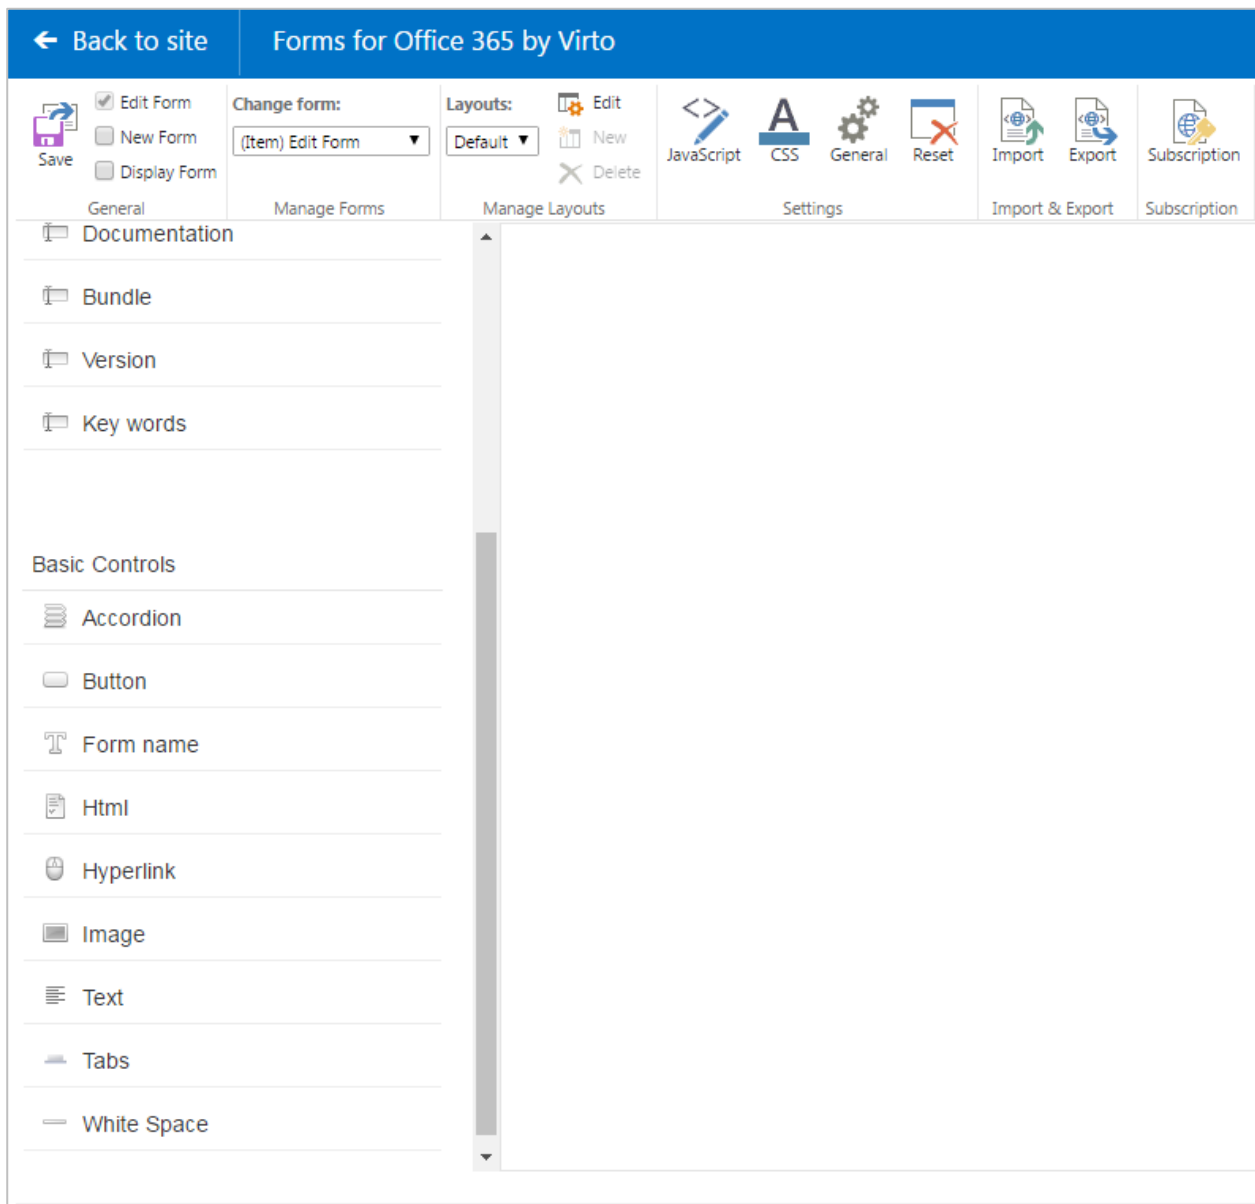 Back to site
Forms for Office 365 by Virto
Edit Form
New Form
Display Form
Save
General
Change form:
(Item) Edit Form
Manage Forms
Layouts:
Default
Edit
New
Delete
Manage Layouts
JavaScript
CSS
General
Reset
Settings
Import
Export
Import & Export
Subscription
Subscription
Documentation
Bundle
Version
Key words
Basic Controls
Accordion
Button
Form name
Html
Hyperlink
Image
Text
Tabs
White Space